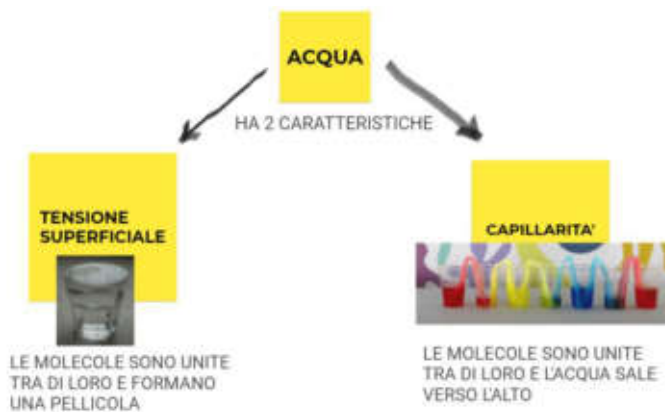 ACQUA
HA 2 CARATTERISTICHE
TENSIONE
SUPERFICIALE
LE MOLECOLE SONO UNITE
TRA DI LORO E FORMANO
UNA PELLICOLA
CAPILLARITA'
LE MOLECOLE SONO UNITE
TRA DI LORO E L'ACQUA SALE
VERSO L'ALTO